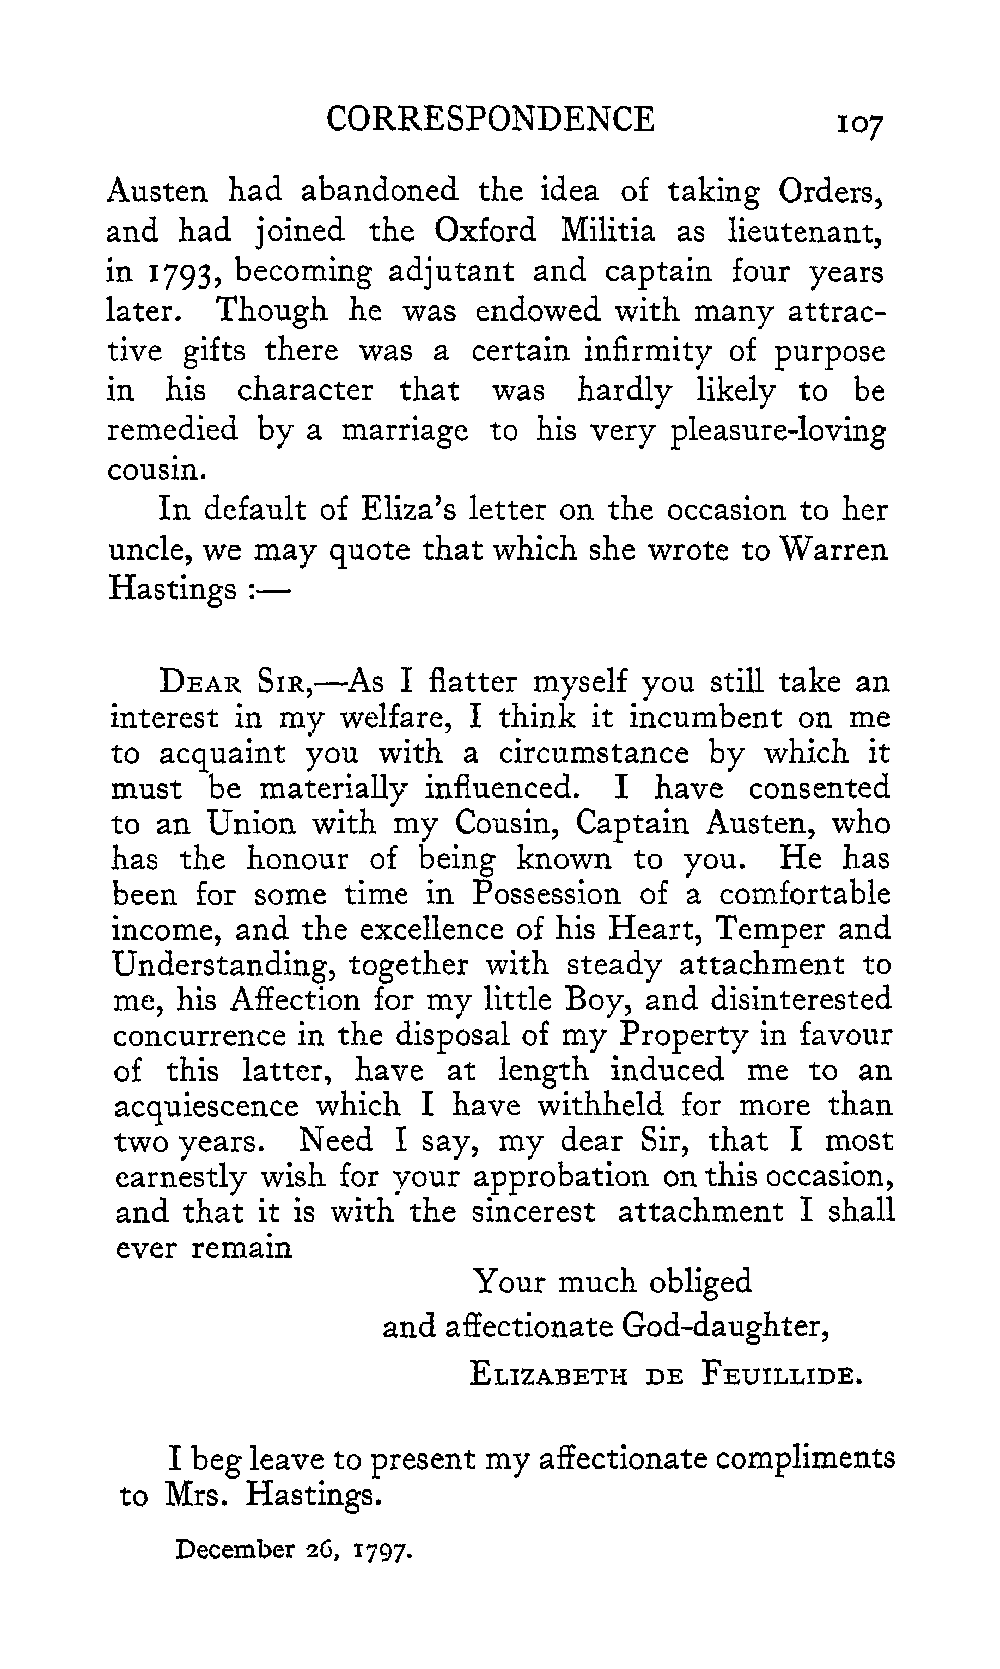 CORRESPONDENCE 107
Austen had abandoned the idea of taking Orders,
and had joined the Oxford Militia as lieutenant,
in 1793, becoming adjutant and captain four years
later. Though he was endowed with many attrac-
tive gifts there was a certain infirmity of purpose
in his character that was hardly likely to be
remedied by a marriage to his very pleasure-loving
cousin.
In default of Eliza's letter on the occasion to her
uncle, we may quote that which she wrote to Warren
Hastings :—
DEAR SIR,—As I flatter myself you still take an
interest in my welfare, I think it incumbent on me
to acquaint you with a circumstance by which it
must be materially influenced. I have consented
to an Union with my Cousin, Captain Austen, who
has the honour of being known to you. He has
been for some time in Possession of a comfortable
income, and the excellence of his Heart, Temper and
Understanding, together with steady attachment to
me, his Affection for my little Boy, and disinterested
concurrence in the disposal of my Property in favour
of this latter, have at length induced me to an
acquiescence which I have withheld for more than
two years. Need I say, my dear Sir, that I most
earnestly wish for your approbation on this occasion,
and that it is with the sincerest attachment I shall
ever remain
Your much obliged
and affectionate God-daughter,
ELIZABETH DE FEUILLIDE.
I beg leave to present my affectionate compliments
to Mrs. Hastings.
December 26, 1797.